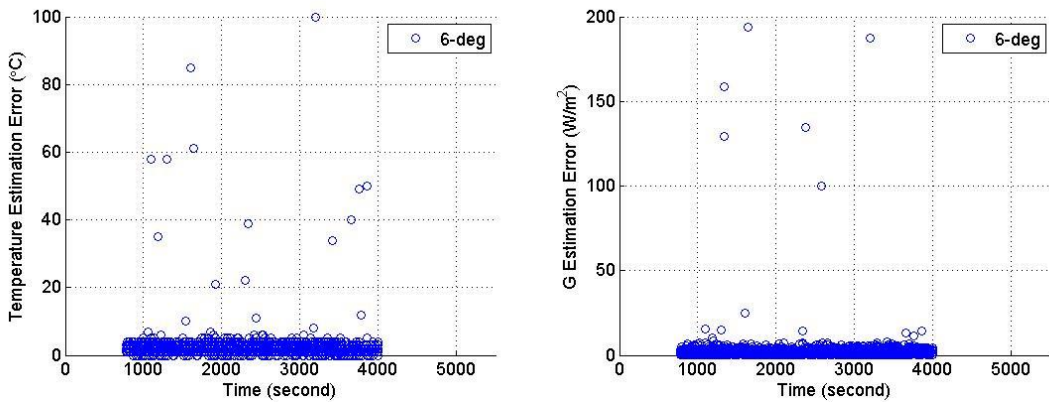 100
80
60
40
20
0
Temperature Estimation Error (°C)
6-deg
1000 2000 3000 4000 5000
Time (second)
200
150
100
50
0
G Estimation Error (W/m²)
6-deg
0 1000 2000 3000 4000 5000
Time (second)